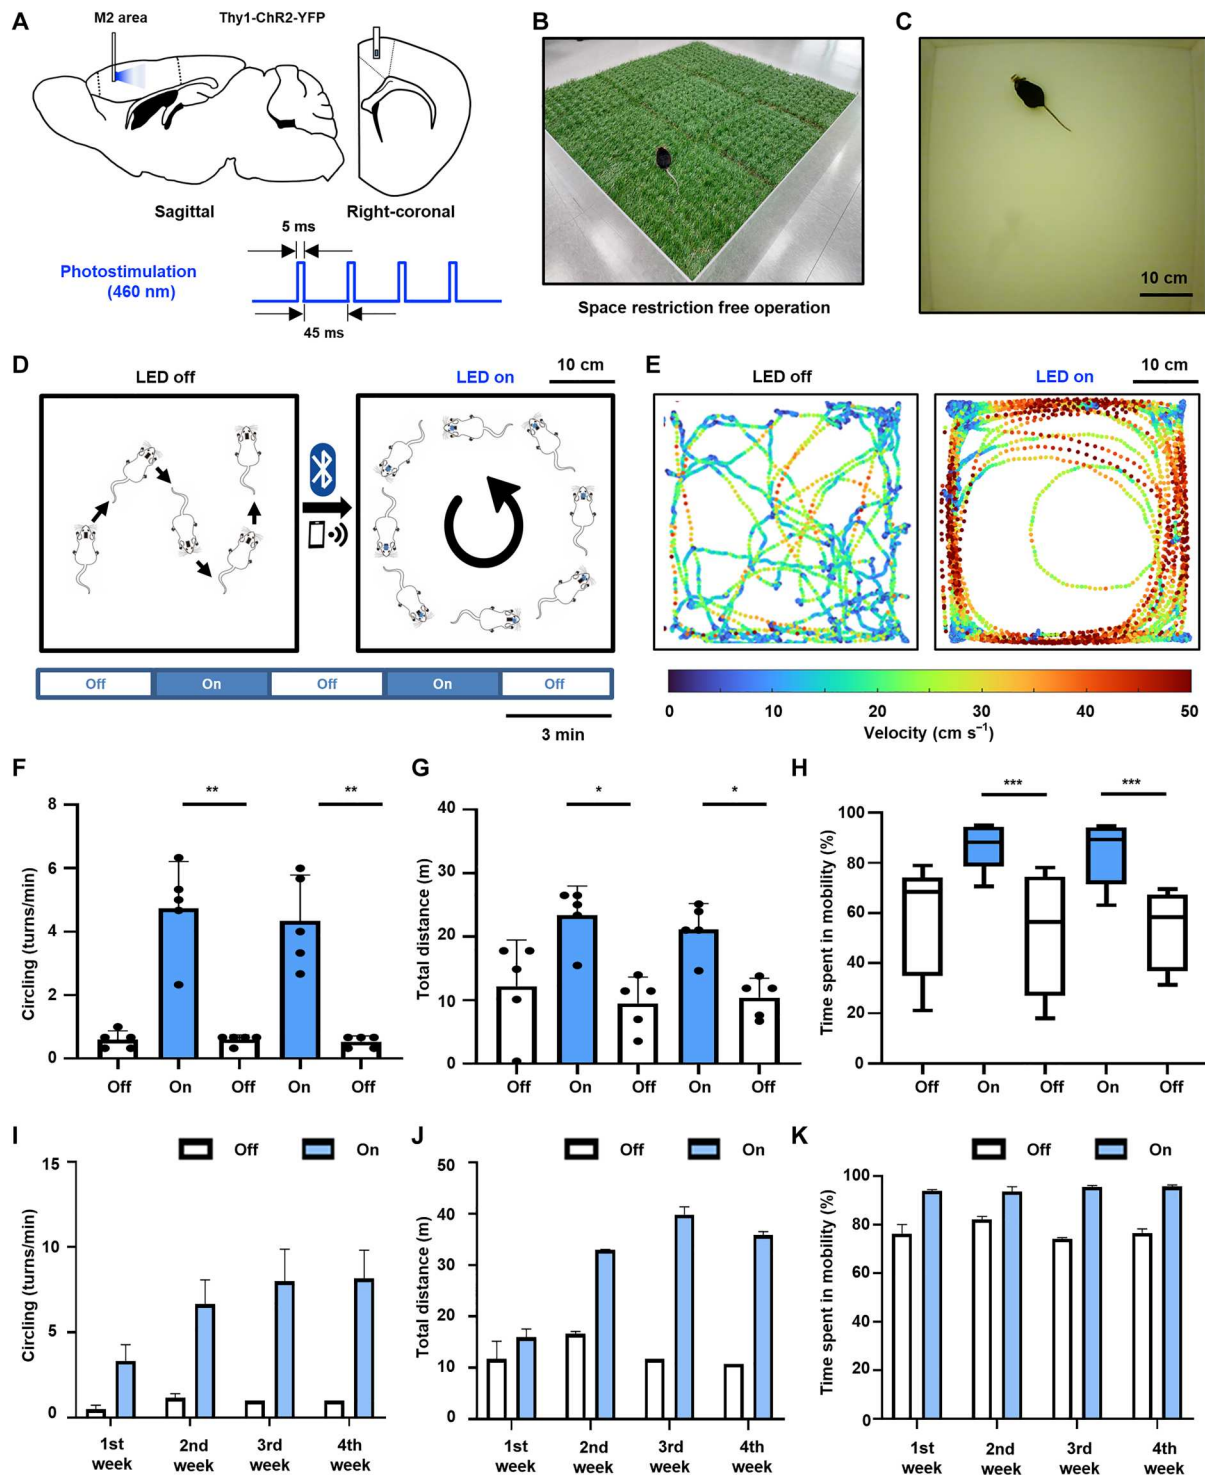 A
M2 area
Thy1-ChR2-YFP
Sagittal
Right-coronal
5 ms
Photostimulation
(460 nm)
45 ms
B
Space restriction free operation
C
10 cm
D
LED off
LED on
10 cm
Off On Off On Off
3 min
E
LED off
LED on
10 cm
0 10 20 30 40 50
Velocity (cm s⁻¹)
F
Circling (turns/min)
8
6
4
2
0
** **
Off On Off On Off
G
Total distance (m)
40
30
20
10
0
* *
Off On Off On Off
H
Time spent in mobility (%)
100
80
60
40
80
0
*** ***
Off On Off On Off
I
Off On
Circling (turns/min)
15
10
5
0
1st 2nd 3rd 4th
week week week week
J
Off On
Total distance (m)
50
40
30
20
10
0
1st 2nd 3rd 4th
week week week week
K
Off On
Time spent in mobility (%)
100
80
60
40
80
0
1st 2nd 3rd 4th
week week week week